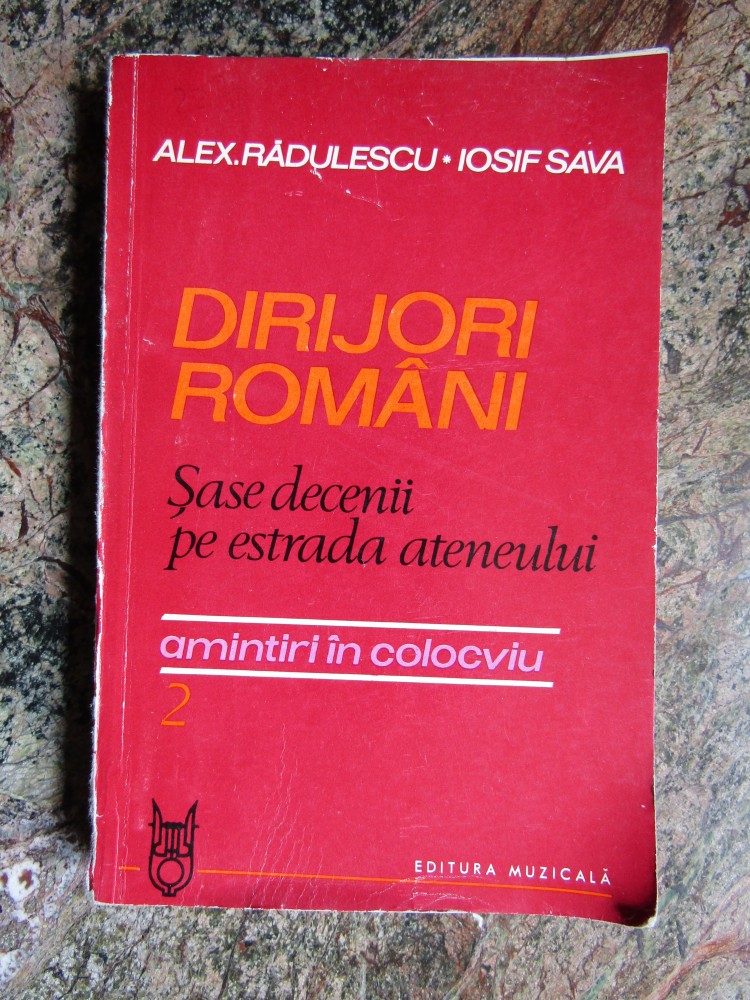 ALEX.RĂDULESCU * IOSIF SAVA
DIRIJORI
ROMÂNI
Șase decenii
pe estrada ateneului
amintiri în colocviu
2
EDITURA MUZICALĂ